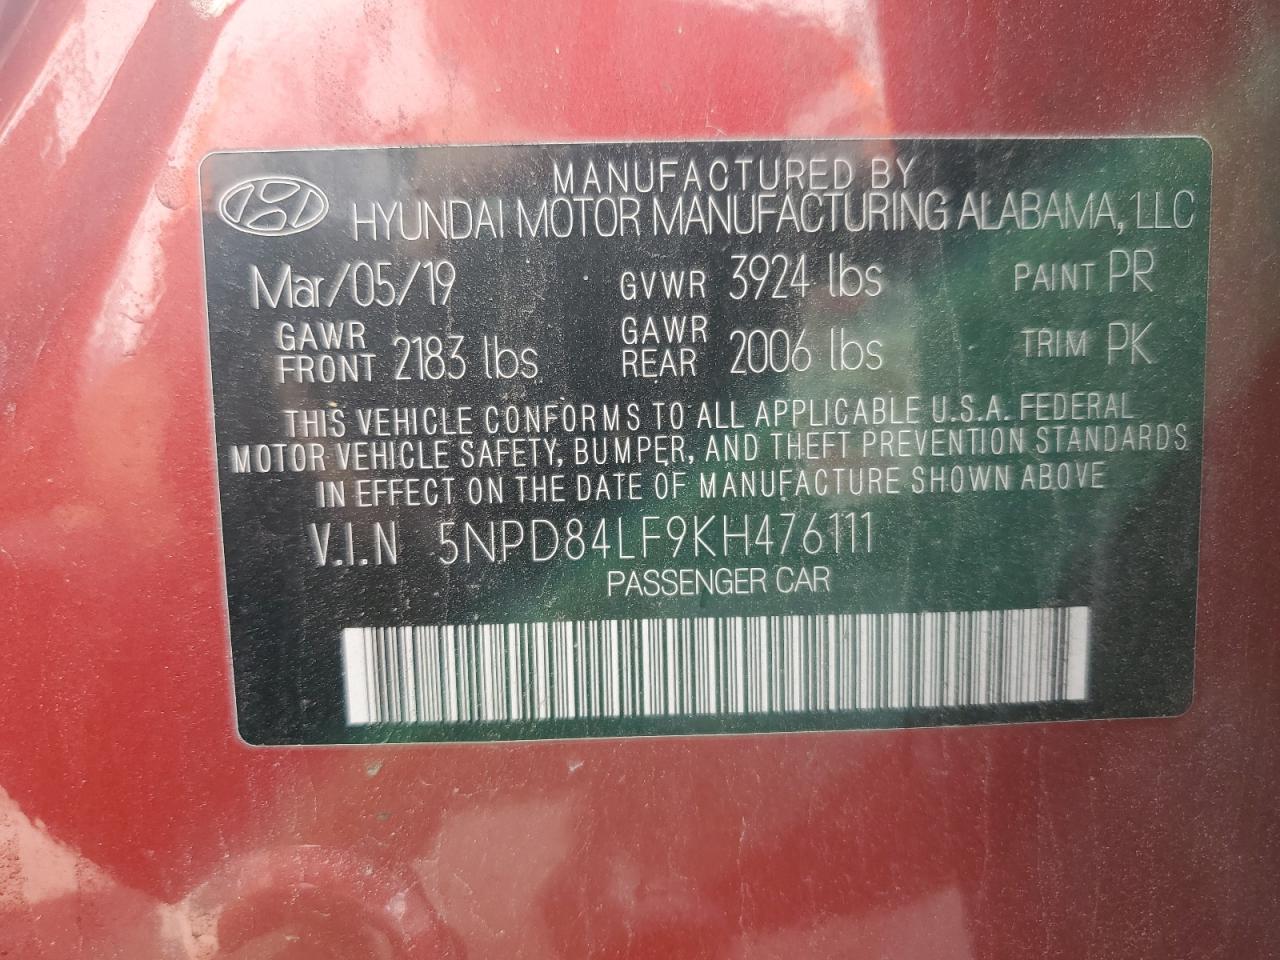 MANUFACTURED BY
HYUNDAI MOTOR MANUFACTURING ALABAMA, LLC
Mar/05/19 GVWR 3924 lbs PAINT PR
GAWR FRONT 2183 lbs GAWR REAR 2006 lbs TRIM PK
THIS VEHICLE CONFORMS TO ALL APPLICABLE U.S.A. FEDERAL
MOTOR VEHICLE SAFETY, BUMPER, AND THEFT PREVENTION STANDARDS
IN EFFECT ON THE DATE OF MANUFACTURE SHOWN ABOVE
V.I.N 5NPD84LF9KH476111
PASSENGER CAR